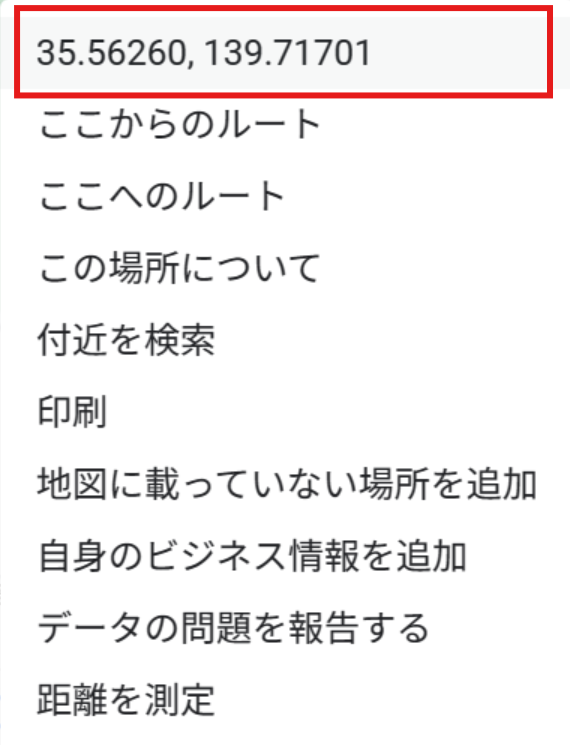 35.56260, 139.71701
ここからのルート
ここへのルート
この場所について
付近を検索
印刷
地図に載っていない場所を追加
自身のビジネス情報を追加
データの問題を報告する
距離を測定